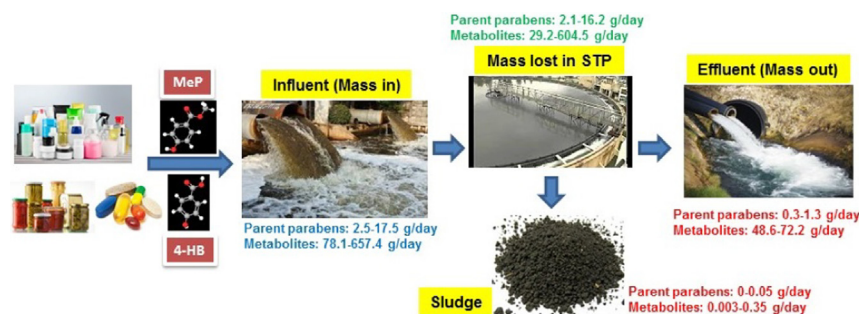 Parent parabens: 2.1-16.2 g/day
Metabolites: 29.2-604.5 g/day
MeP
Influent (Mass in)
Mass lost in STP
Effluent (Mass out)
4-HB
Parent parabens: 2.5-17.5 g/day
Metabolites: 78.1-657.4 g/day
Parent parabens: 0.3-1.3 g/day
Metabolites: 48.6-72.2 g/day
Sludge
Parent parabens: 0-0.05 g/day
Metabolites: 0.003-0.35 g/day